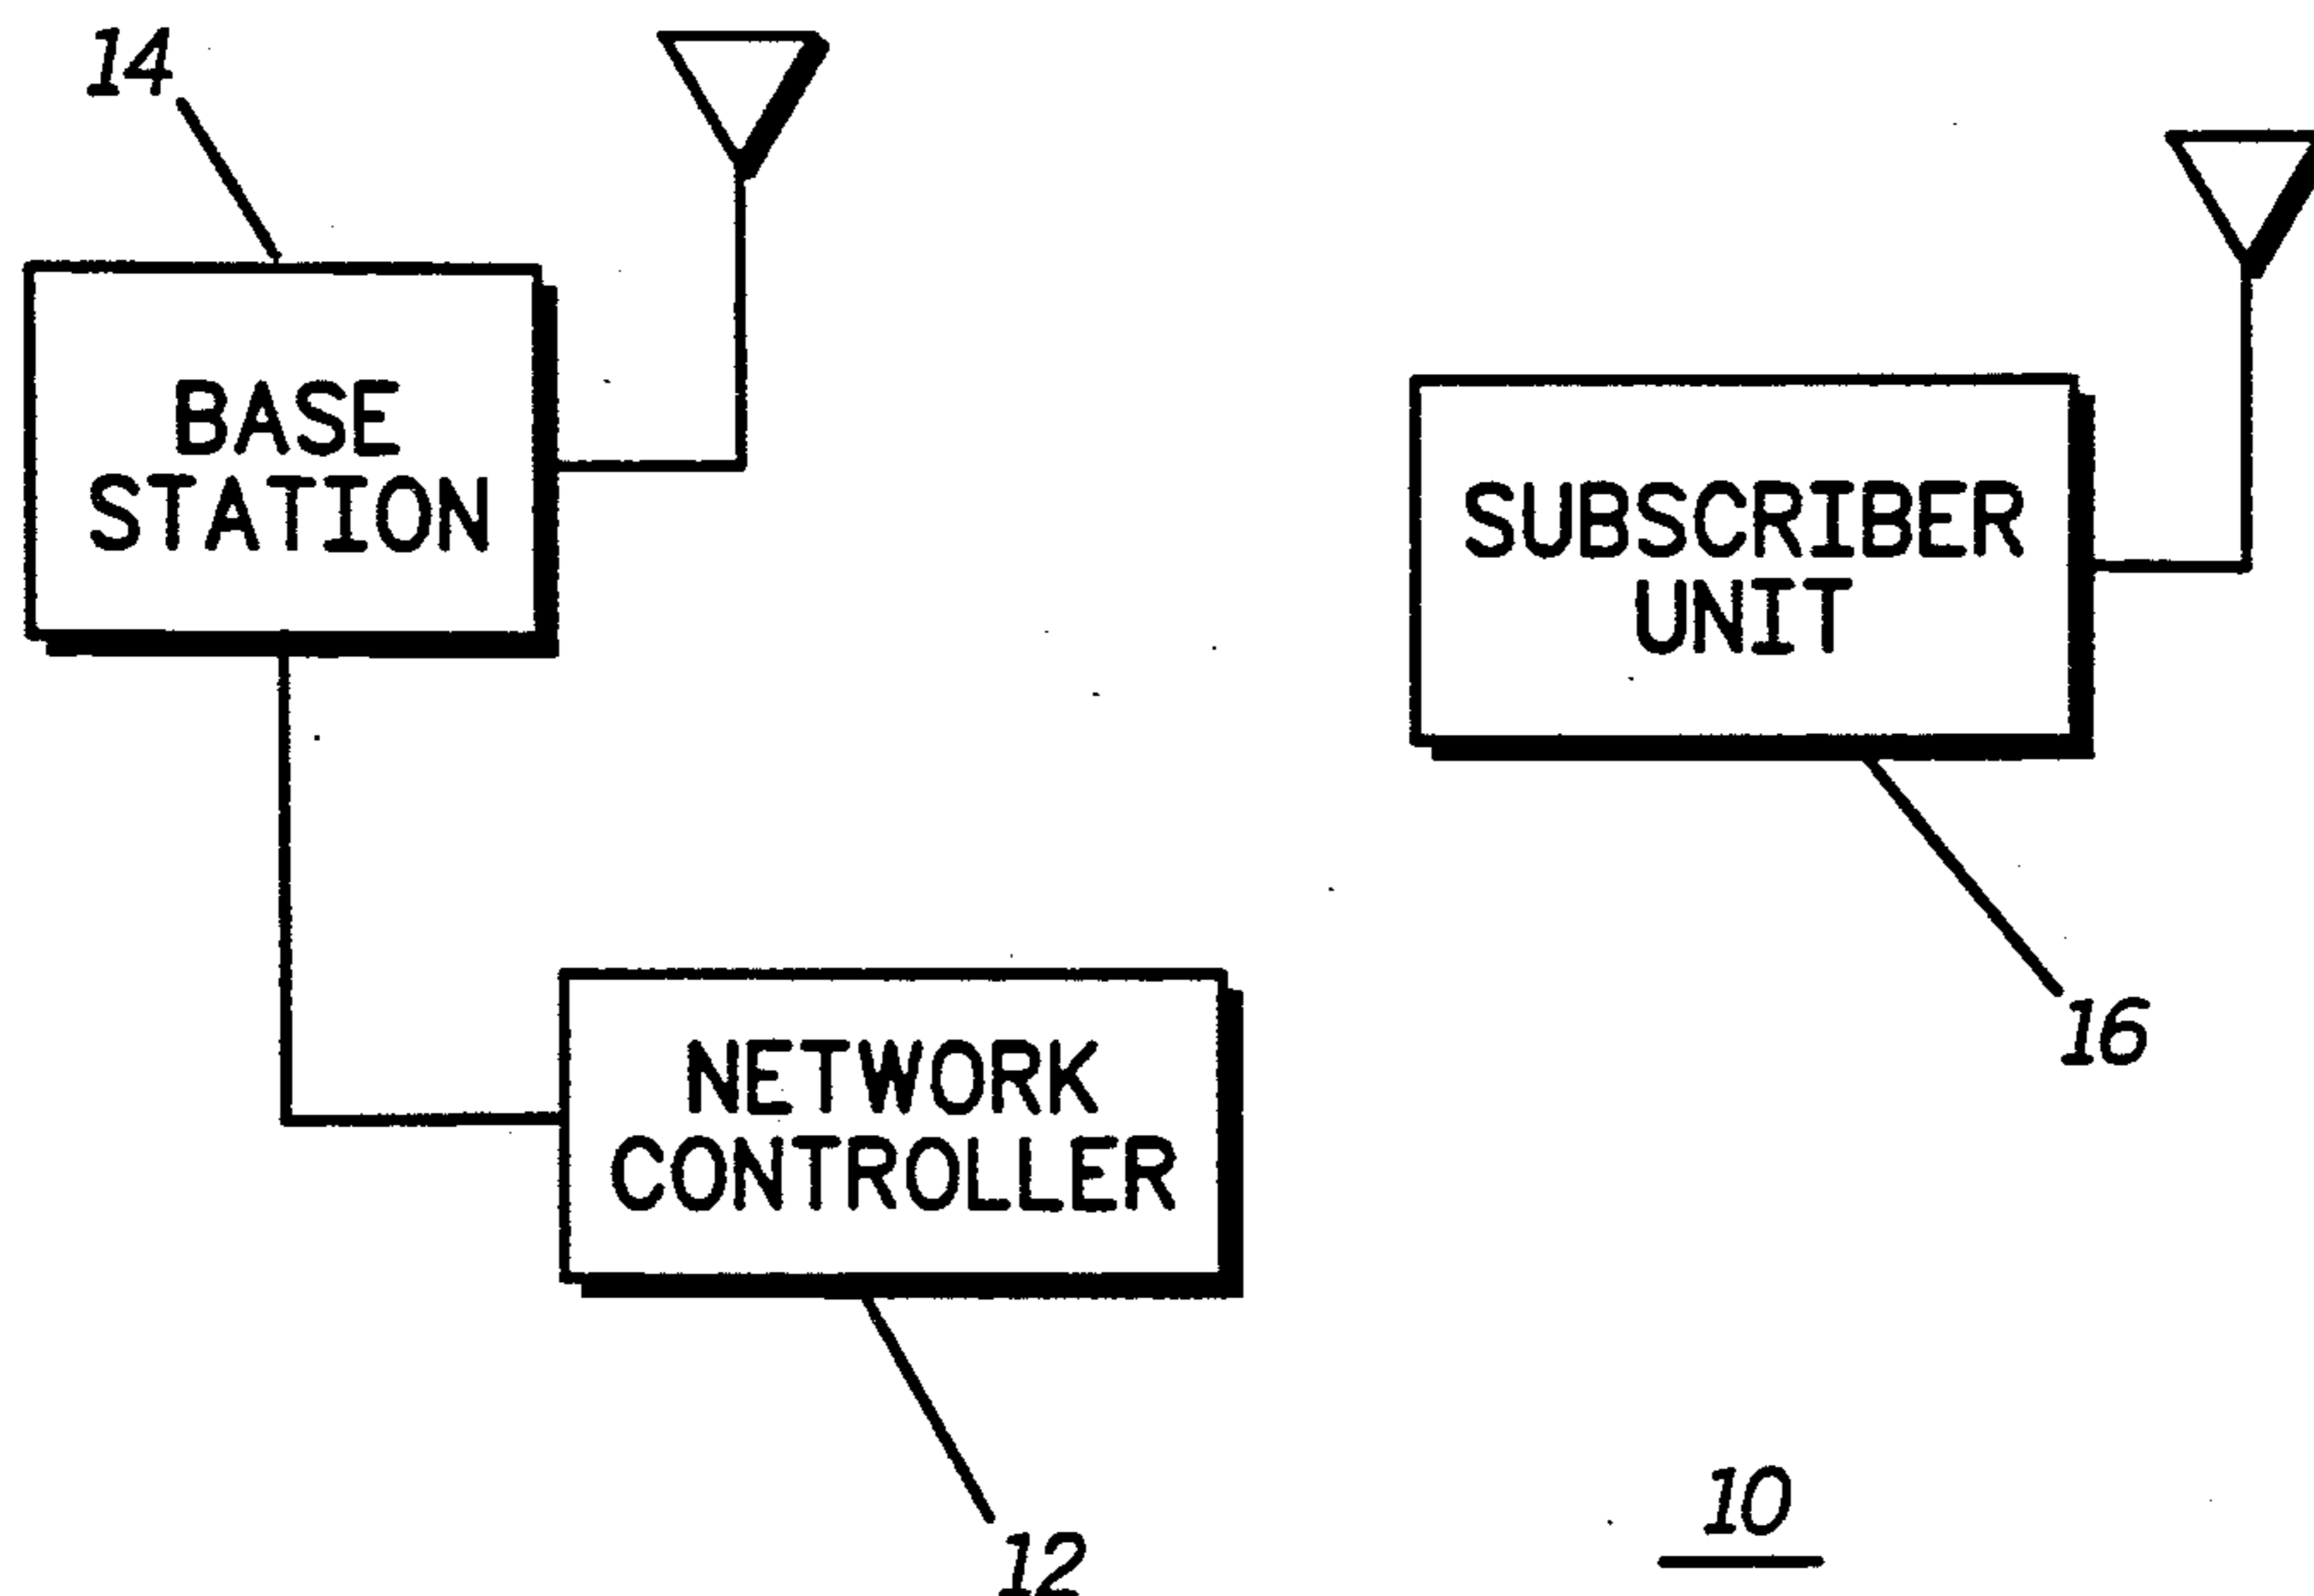 14
BASE
STATION
SUBSCRIBER
UNIT
16
NETWORK
CONTROLLER
12
10